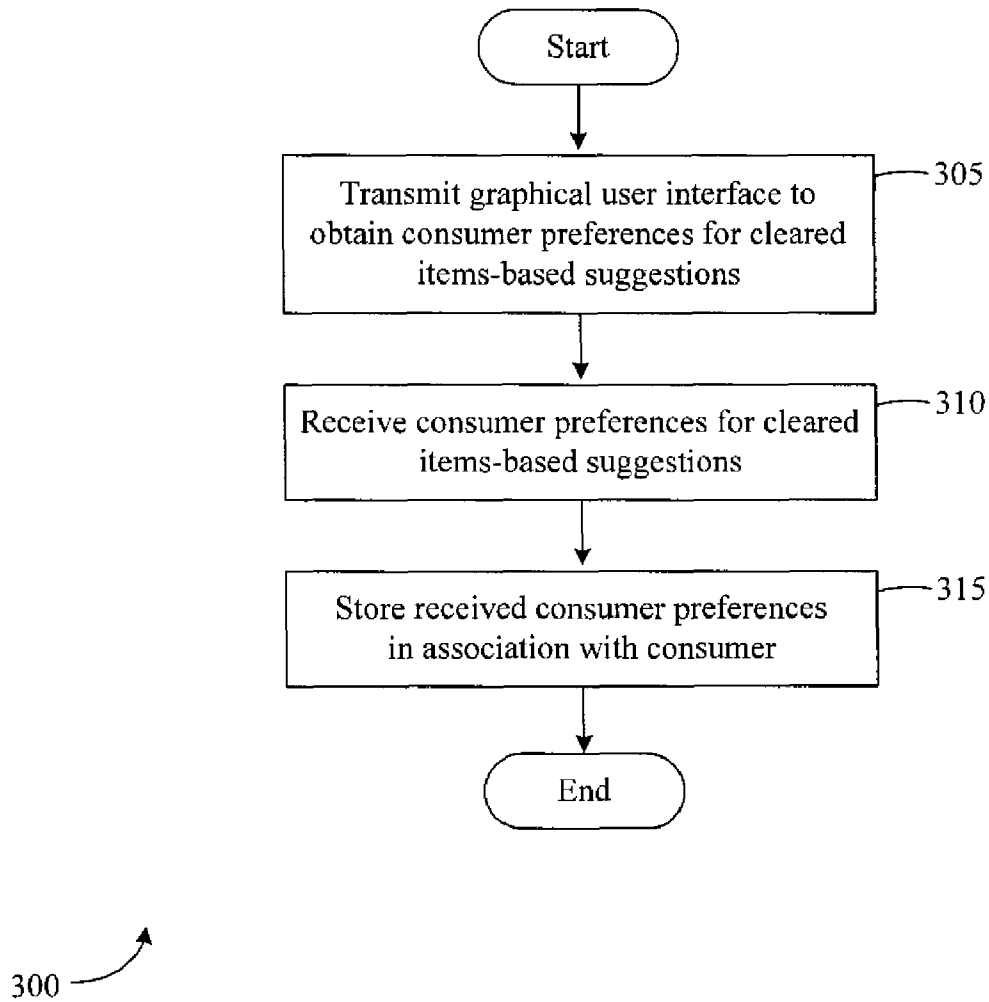 Start
Transmit graphical user interface to
obtain consumer preferences for cleared
items-based suggestions
305
Receive consumer preferences for cleared
items-based suggestions
310
Store received consumer preferences
in association with consumer
315
End
300